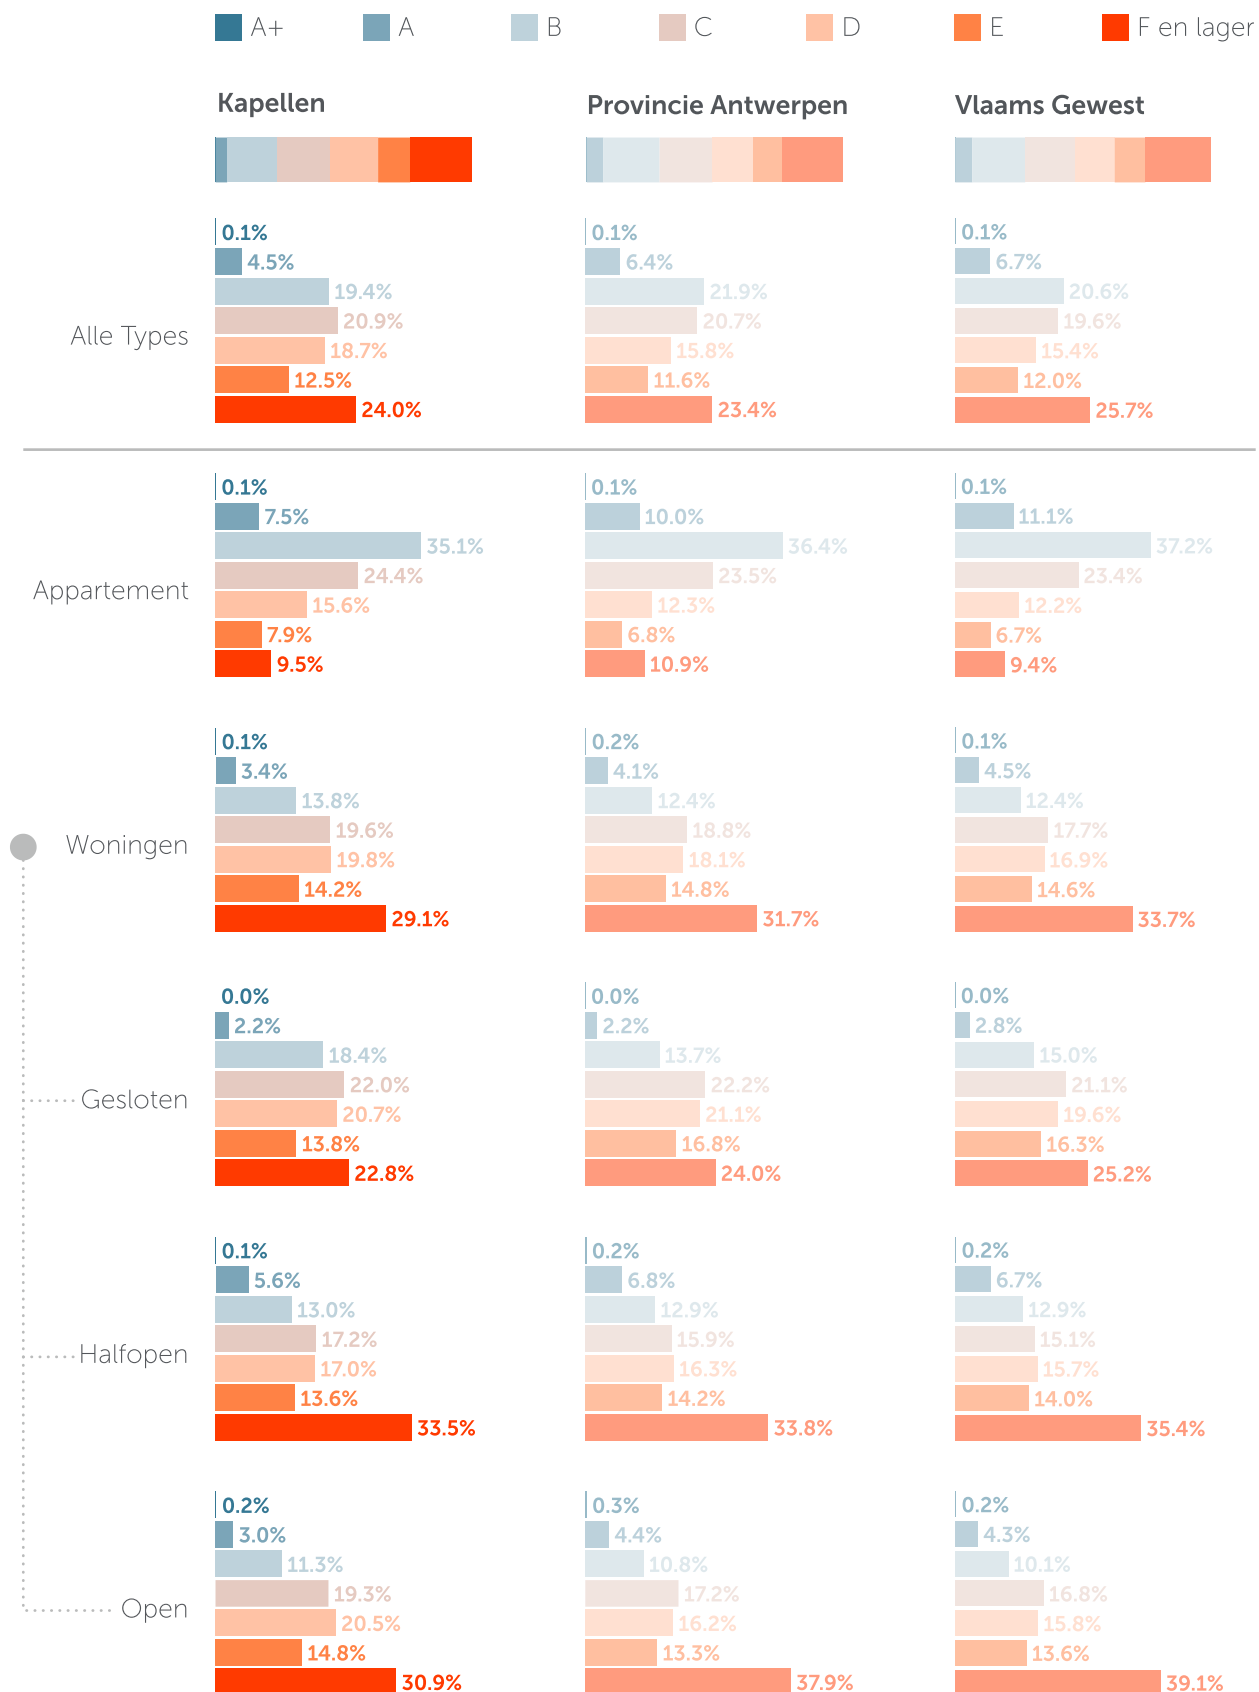 A+ A B C D E F en lager
Kapellen Provincie Antwerpen Vlaams Gewest
Alle Types
0.1% 0.1% 0.1%
4.5% 6.4% 6.7%
19.4% 21.9% 20.6%
20.9% 20.7% 19.6%
18.7% 15.8% 15.4%
12.5% 11.6% 12.0%
24.0% 23.4% 25.7%
Appartement
0.1% 0.1% 0.1%
7.5% 10.0% 11.1%
35.1% 36.4% 37.2%
24.4% 23.5% 23.4%
15.6% 12.3% 12.2%
7.9% 6.8% 6.7%
9.5% 10.9% 9.4%
Woningen
0.1% 0.2% 0.1%
3.4% 4.1% 4.5%
13.8% 12.4% 12.4%
19.6% 18.8% 17.7%
19.8% 18.1% 16.9%
14.2% 14.8% 14.6%
29.1% 31.7% 33.7%
Gesloten
0.0% 0.0% 0.0%
2.2% 2.2% 2.8%
18.4% 13.7% 15.0%
22.0% 22.2% 21.1%
20.7% 21.1% 19.6%
13.8% 16.8% 16.3%
22.8% 24.0% 25.2%
Halfopen
0.1% 0.2% 0.2%
5.6% 6.8% 6.7%
13.0% 12.9% 12.9%
17.2% 15.9% 15.1%
17.0% 16.3% 15.7%
13.6% 14.2% 14.0%
33.5% 33.8% 35.4%
Open
0.2% 0.3% 0.2%
3.0% 4.4% 4.3%
11.3% 10.8% 10.1%
19.3% 17.2% 16.8%
20.5% 16.2% 15.8%
14.8% 13.3% 13.6%
30.9% 37.9% 39.1%